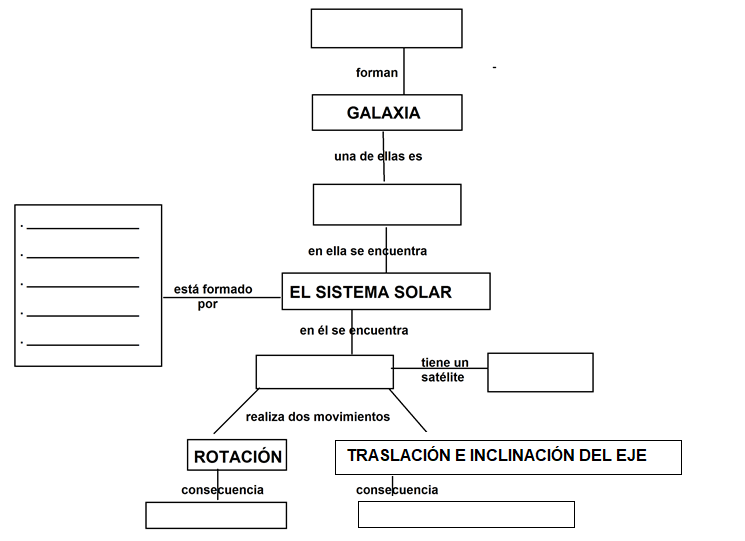 forman
GALAXIA
una de ellas es
en ella se encuentra
está formado
por
EL SISTEMA SOLAR
en él se encuentra
tiene un
satélite
realiza dos movimientos
ROTACIÓN
TRASLACIÓN E INCLINACIÓN DEL EJE
consecuencia
consecuencia